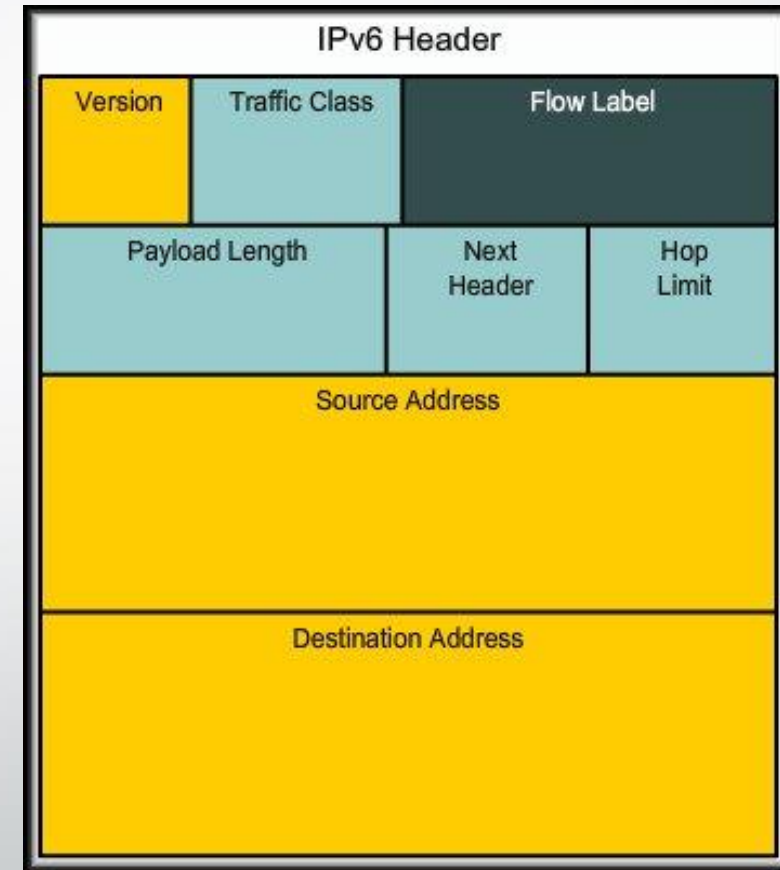 IPv6 Header
Version
Traffic Class
Flow Label
Payload Length
Next
Header
Hop
Limit
Source Address
Destination Address